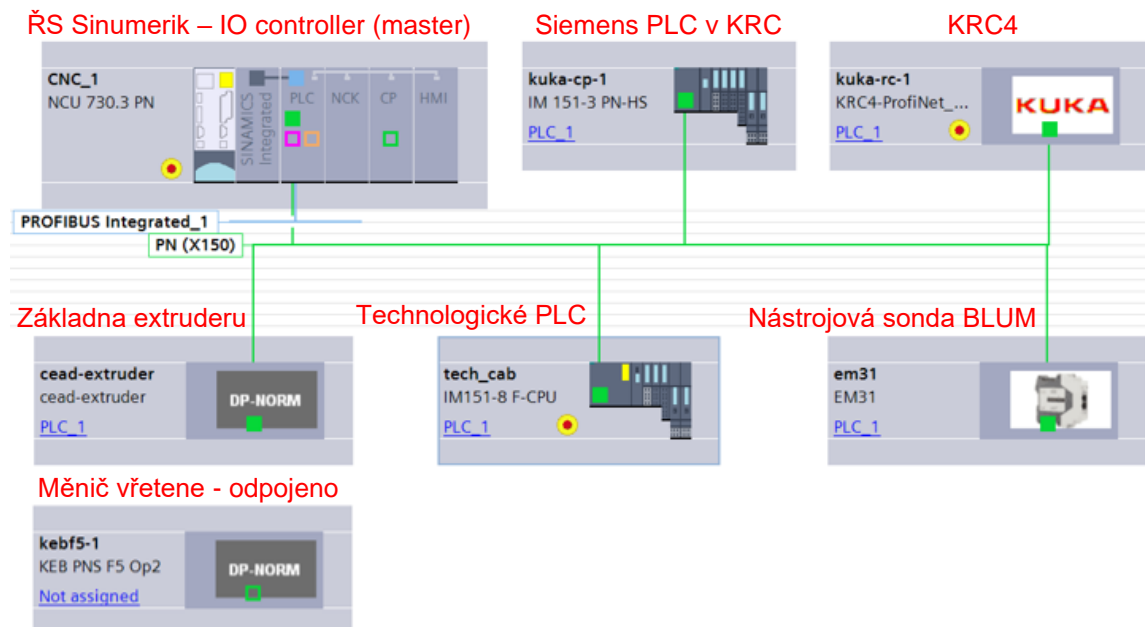 ŘS Sinumerik – IO controller (master)
Siemens PLC v KRC
KRC4
CNC_1
NCU 730.3 PN
SINAMICS
Integrated
PLC
NCK
CP
HMI
kuka-cp-1
IM 151-3 PN-HS
PLC_1
kuka-rc-1
KRC4-ProfiNet_...
PLC_1
KUKA
PROFIBUS Integrated_1
PN (X150)
Základna extruderu
Technologické PLC
Nástrojová sonda BLUM
cead-extruder
cead-extruder
PLC_1
DP-NORM
tech_cab
IM151-8 F-CPU
PLC_1
em31
EM31
PLC_1
Měnič vřetene - odpojeno
kebf5-1
KEB PNS F5 Op2
Not assigned
DP-NORM